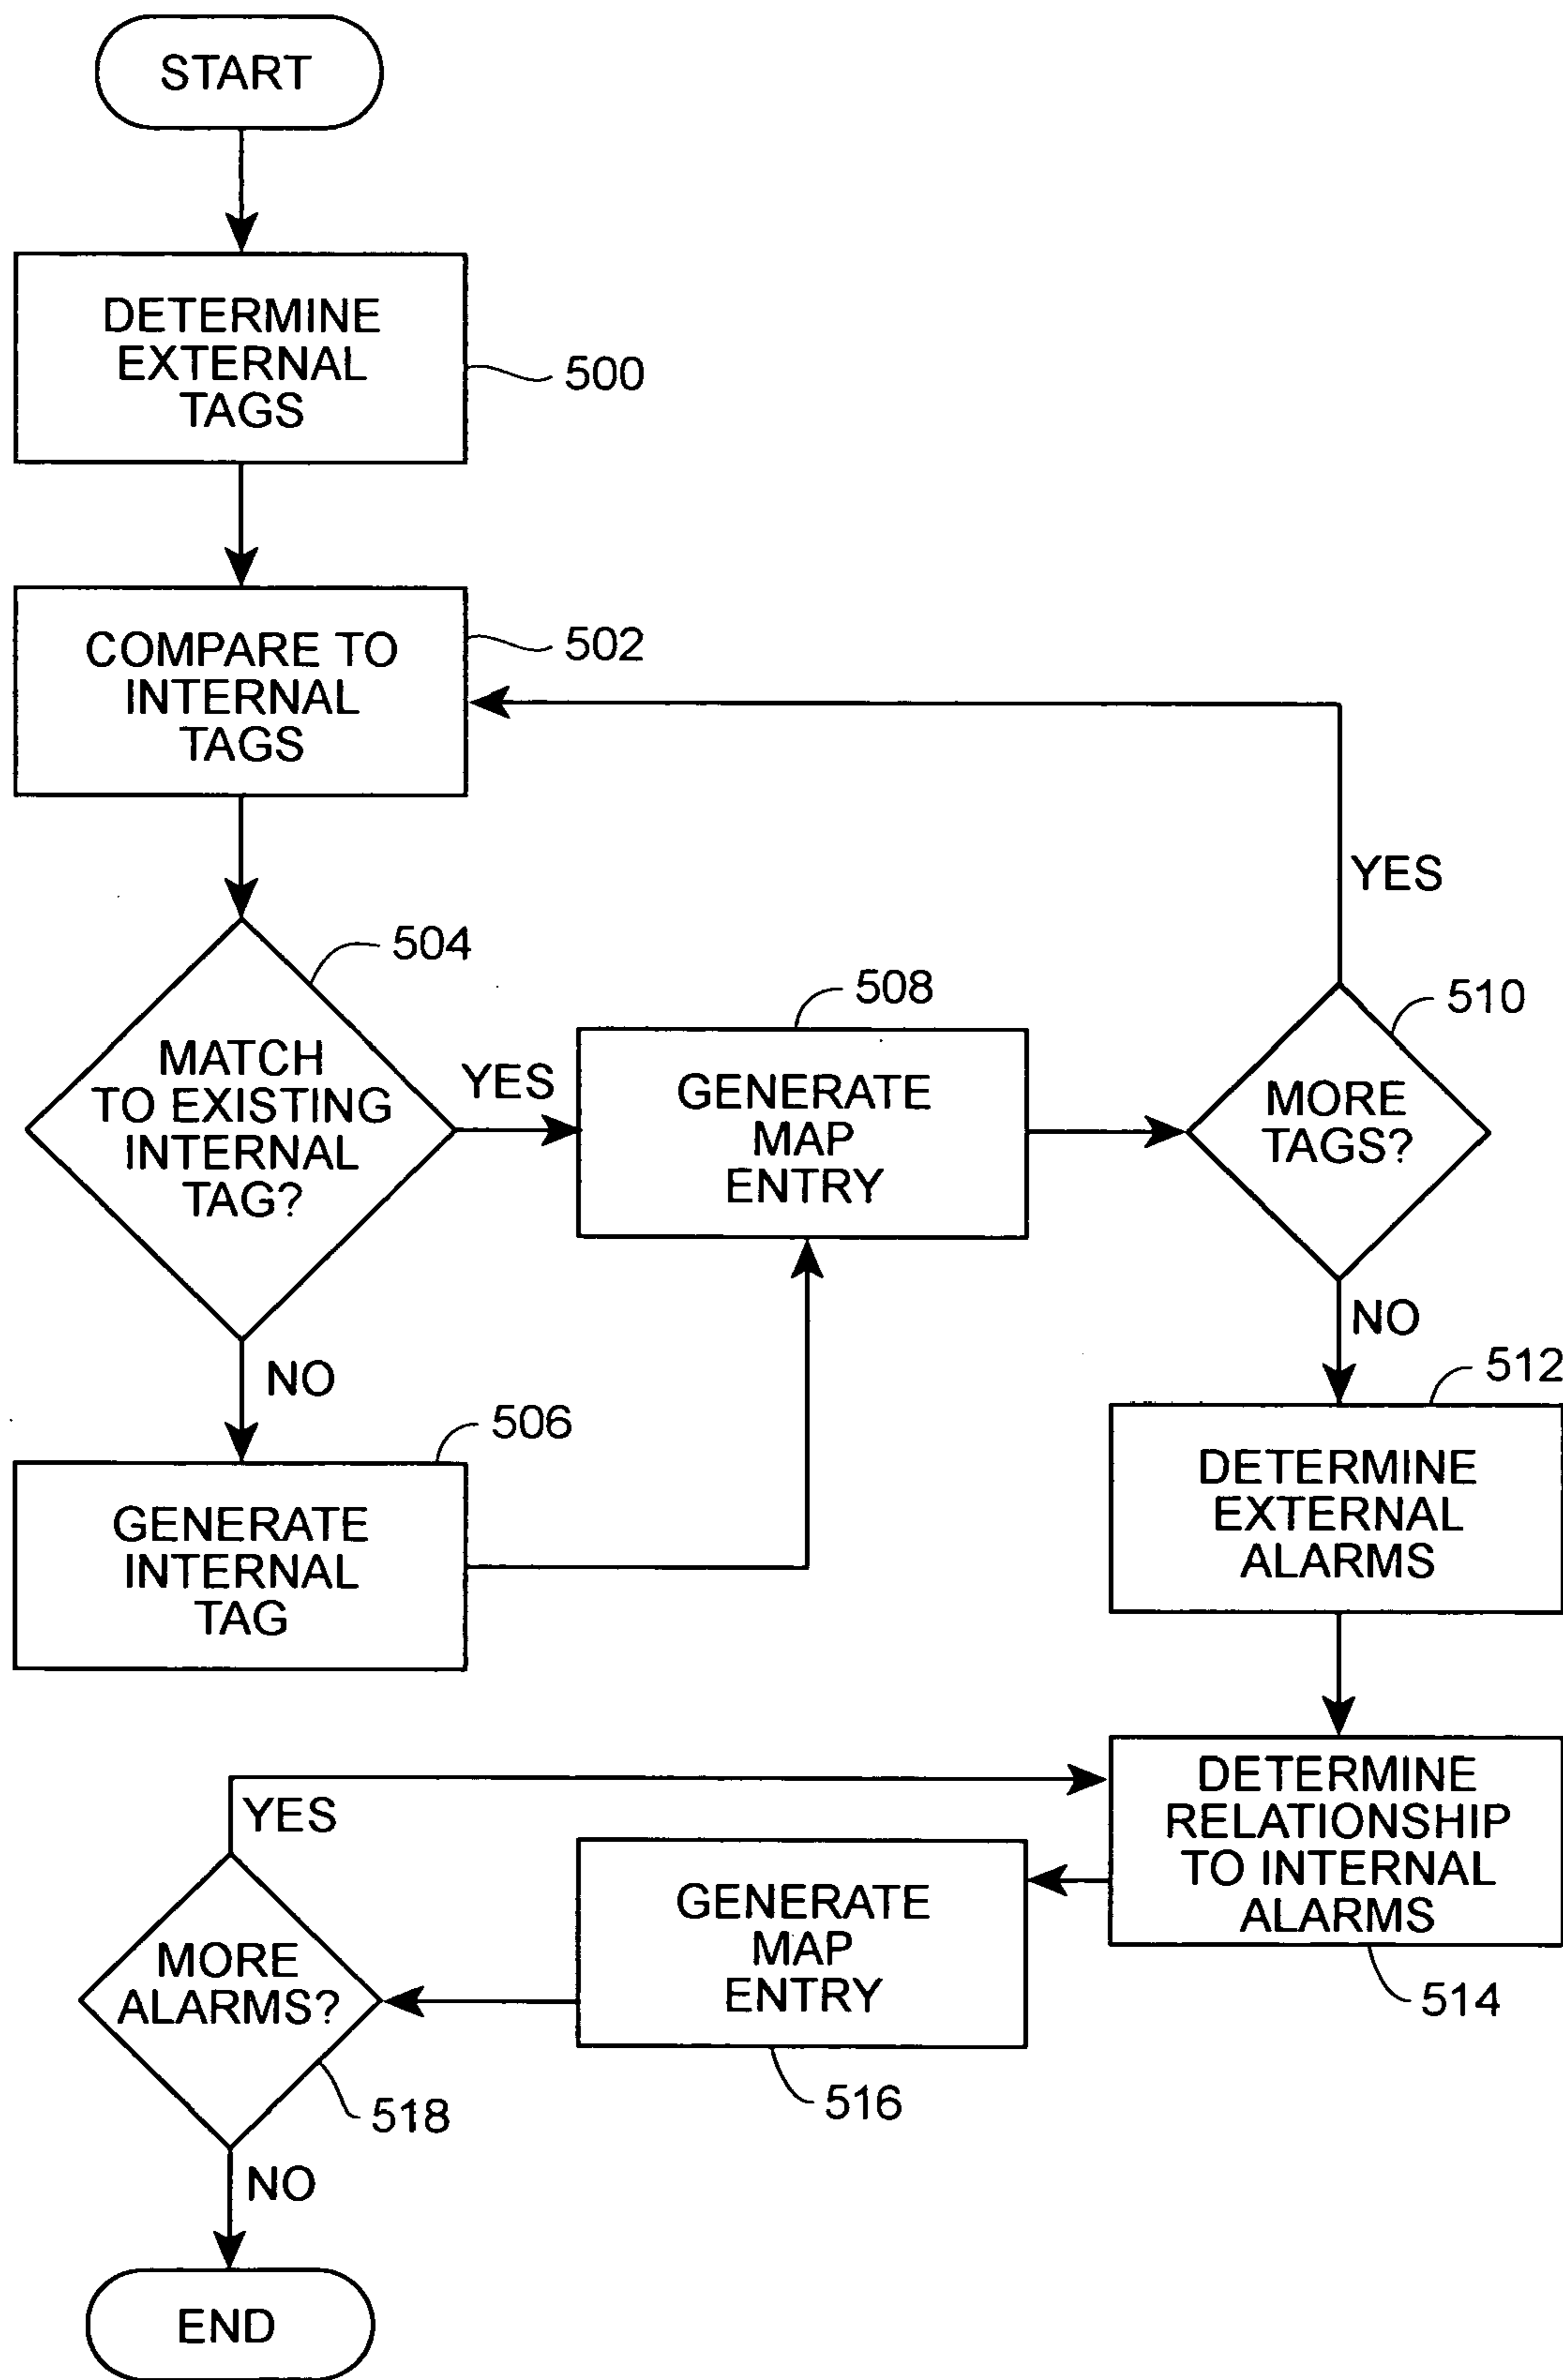 START
DETERMINE
EXTERNAL
TAGS
500
COMPARE TO
INTERNAL
TAGS
502
YES
504
MATCH
TO EXISTING
INTERNAL
TAG?
YES
508
GENERATE
MAP
ENTRY
510
MORE
TAGS?
NO
NO
506
GENERATE
INTERNAL
TAG
512
DETERMINE
EXTERNAL
ALARMS
DETERMINE
RELATIONSHIP
TO INTERNAL
ALARMS
514
YES
GENERATE
MAP
ENTRY
516
MORE
ALARMS?
518
NO
END